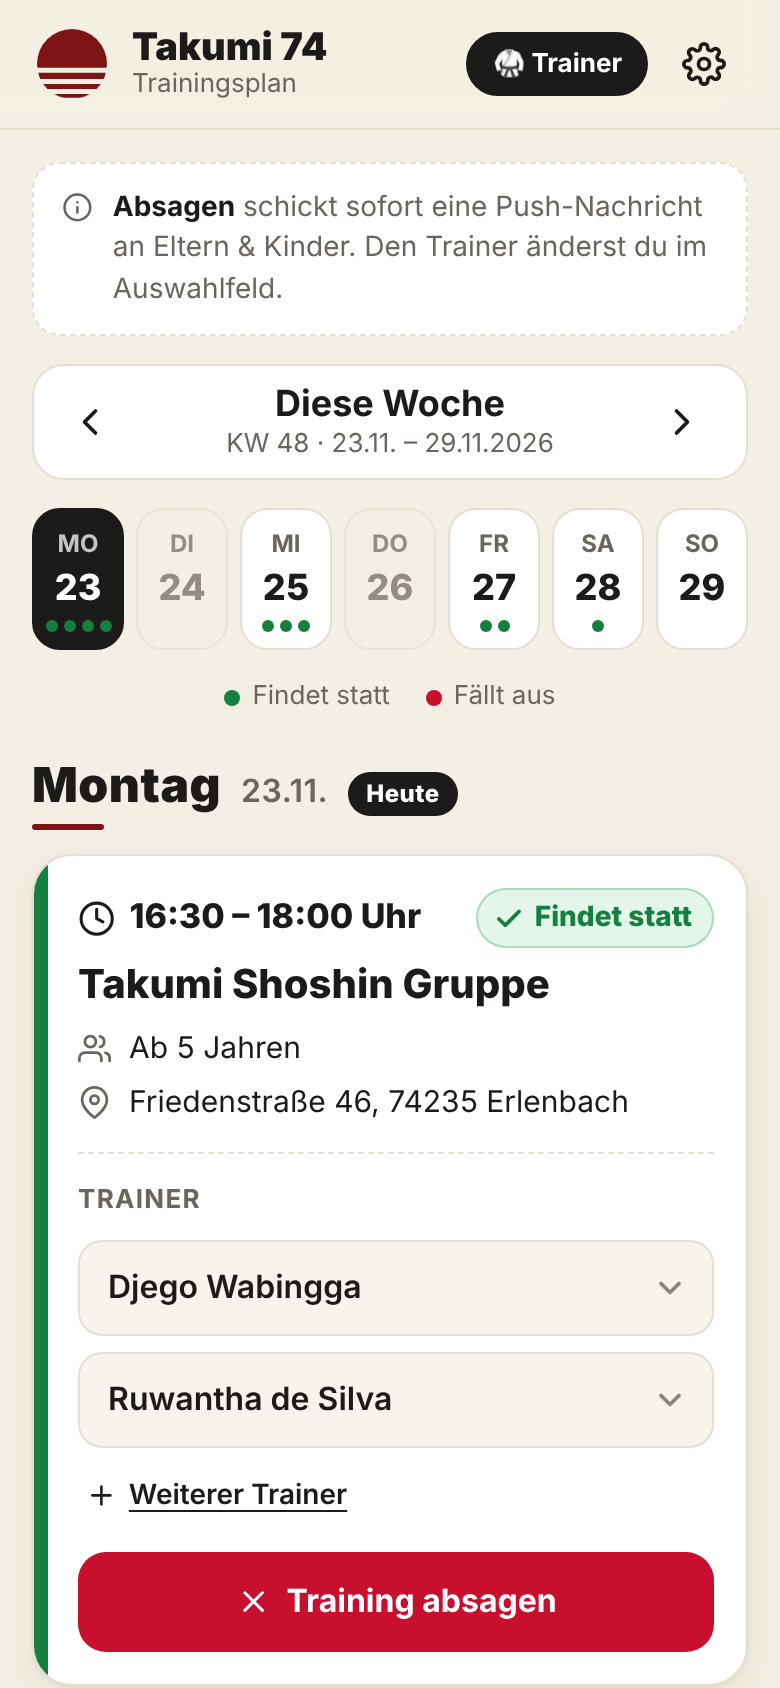 Takumi 74
Trainingsplan
Trainer
Absagen schickt sofort eine Push-Nachricht
an Eltern & Kinder. Den Trainer änderst du im
Auswahlfeld.
Diese Woche
KW 48 · 23.11. – 29.11.2026
MO DI MI DO FR SA SO
23 24 25 26 27 28 29
Findet statt Fällt aus
Montag 23.11. Heute
16:30 – 18:00 Uhr Findet statt
Takumi Shoshin Gruppe
Ab 5 Jahren
Friedenstraße 46, 74235 Erlenbach
TRAINER
Djego Wabingga
Ruwantha de Silva
Weiterer Trainer
Training absagen